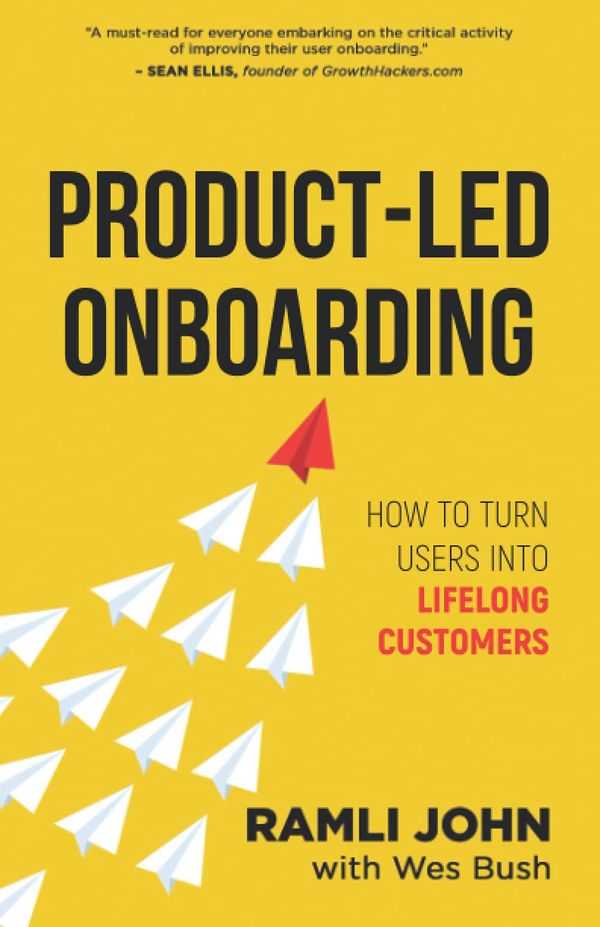 "A must-read for everyone embarking on the critical activity
of improving their user onboarding."
– SEAN ELLIS, founder of GrowthHackers.com
PRODUCT-LED
ONBOARDING
HOW TO TURN
USERS INTO
LIFELONG
CUSTOMERS
RAMLI JOHN
with Wes Bush